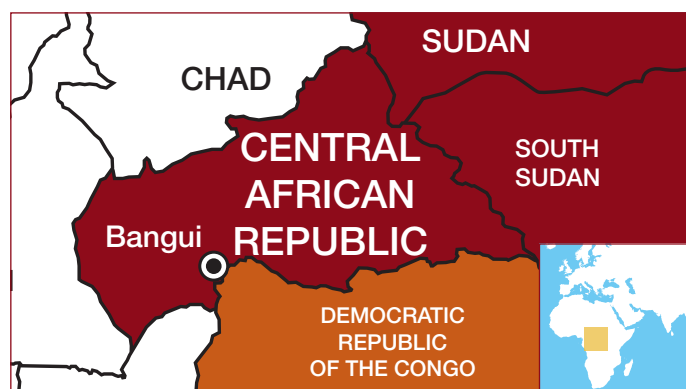 SUDAN
CHAD
CENTRAL
AFRICAN
REPUBLIC
SOUTH
SUDAN
Bangui
DEMOCRATIC
REPUBLIC
OF THE CONGO